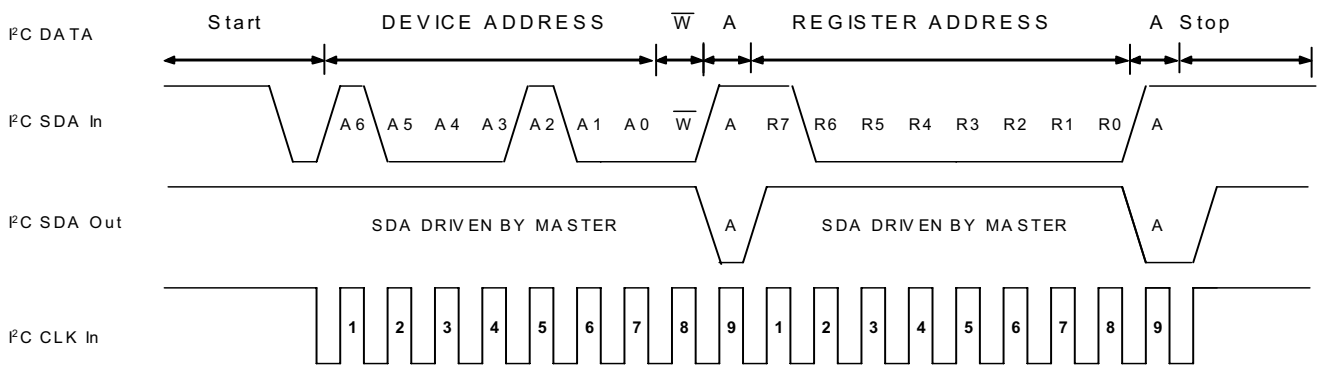 I²C DATA Start DEVICE ADDRESS W̅ A REGISTER ADDRESS A Stop
I²C SDA In A6 A5 A4 A3 A2 A1 A0 W̅ A R7 R6 R5 R4 R3 R2 R1 R0 A
I²C SDA Out SDA DRIVEN BY MASTER A SDA DRIVEN BY MASTER A
I²C CLK In 1 2 3 4 5 6 7 8 9 1 2 3 4 5 6 7 8 9